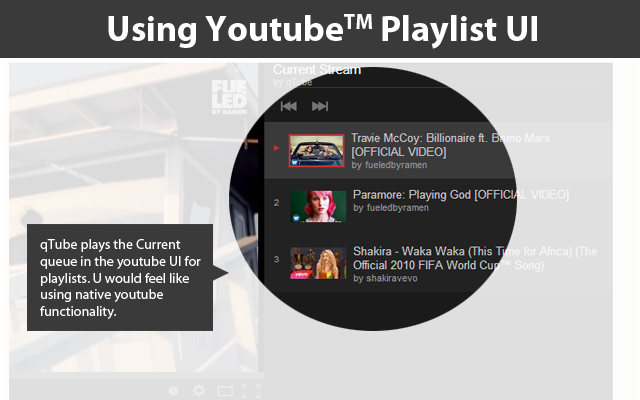 Using Youtube™ Playlist UI
FUE
LED
BY RAMEN
Current Stream
by qTube
Travie McCoy: Billionaire ft. Bruno Mars
[OFFICIAL VIDEO]
by fueledbyramen
2
Paramore: Playing God [OFFICIAL VIDEO]
by fueledbyramen
3
Shakira - Waka Waka (This Time for Africa) (The
Official 2010 FIFA World Cup™ Song)
by shakiravevo
vevo
qTube plays the Current
queue in the youtube UI for
playlists. U would feel like
using native youtube
functionality.